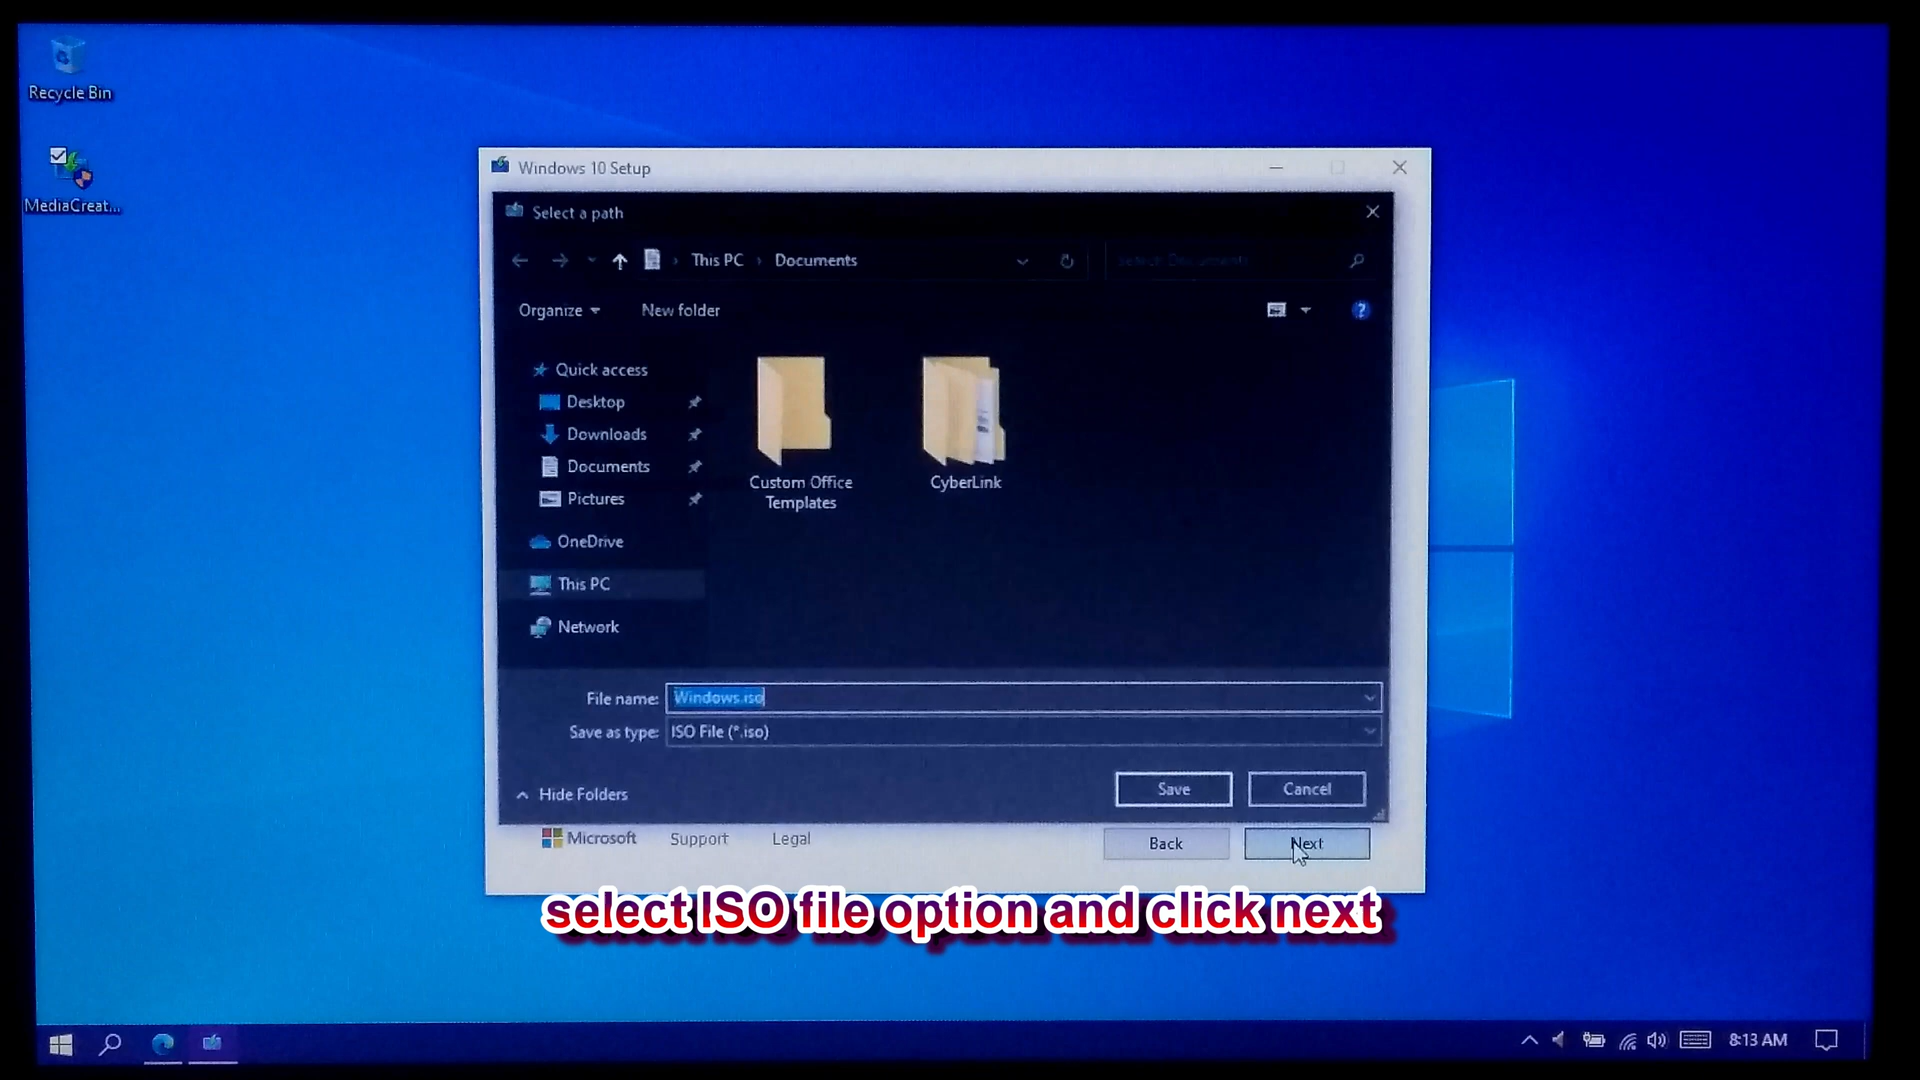 Recycle Bin
MediaCreat...
Windows 10 Setup
Select a path
This PC
Documents
Search Documents
Organize
New folder
Quick access
Desktop
Downloads
Documents
Pictures
OneDrive
This PC
Network
Custom Office
Templates
CyberLink
File name:
Windows.iso
Save as type:
ISO File (*.iso)
Hide Folders
Save
Cancel
Microsoft
Support
Legal
Back
Next
select ISO file option and click next
8:13 AM